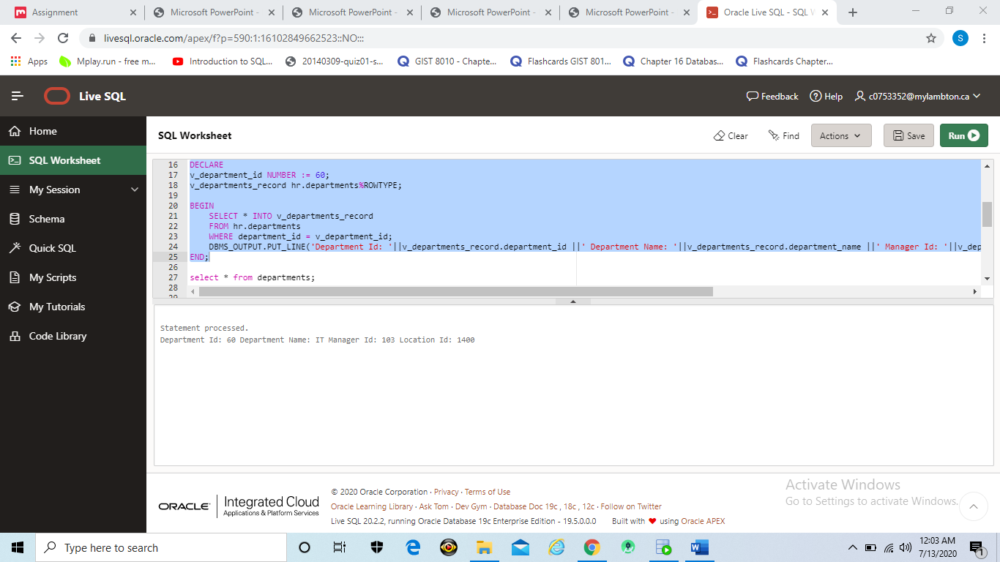 Assignment
Microsoft PowerPoint -
Microsoft PowerPoint -
Microsoft PowerPoint -
Microsoft PowerPoint -
Oracle Live SQL - SQL W
livesql.oracle.com/apex/f?p=590:1:16102849662523::NO:::
S
Apps
Mplay.run - free m...
Introduction to SQL...
20140309-quiz01-s...
GIST 8010 - Chapte...
Flashcards GIST 801...
Chapter 16 Databas...
Flashcards Chapter...
Live SQL
Feedback
Help
c0753352@mylambton.ca
Home
SQL Worksheet
My Session
Schema
Quick SQL
My Scripts
My Tutorials
Code Library
SQL Worksheet
Clear
Find
Actions
Save
Run
16 DECLARE
17 v_department_id NUMBER := 60;
18 v_departments_record hr.departments%ROWTYPE;
19
20 BEGIN
21 SELECT * INTO v_departments_record
22 FROM hr.departments
23 WHERE department_id = v_department_id;
24 DBMS_OUTPUT.PUT_LINE('Department Id: '||v_departments_record.department_id ||' Department Name: '||v_departments_record.department_name ||' Manager Id: '||v_dep
25 END;
26
27 select * from departments;
28
29
Statement processed.
Department Id: 60 Department Name: IT Manager Id: 103 Location Id: 1400
ORACLE
Integrated Cloud
Applications & Platform Services
© 2020 Oracle Corporation · Privacy · Terms of Use
Oracle Learning Library · Ask Tom · Dev Gym · Database Doc 19c, 18c, 12c · Follow on Twitter
Live SQL 20.2.2, running Oracle Database 19c Enterprise Edition - 19.5.0.0.0 Built with ♥ using Oracle APEX
Activate Windows
Go to Settings to activate Windows.
Type here to search
12:03 AM
7/13/2020
1